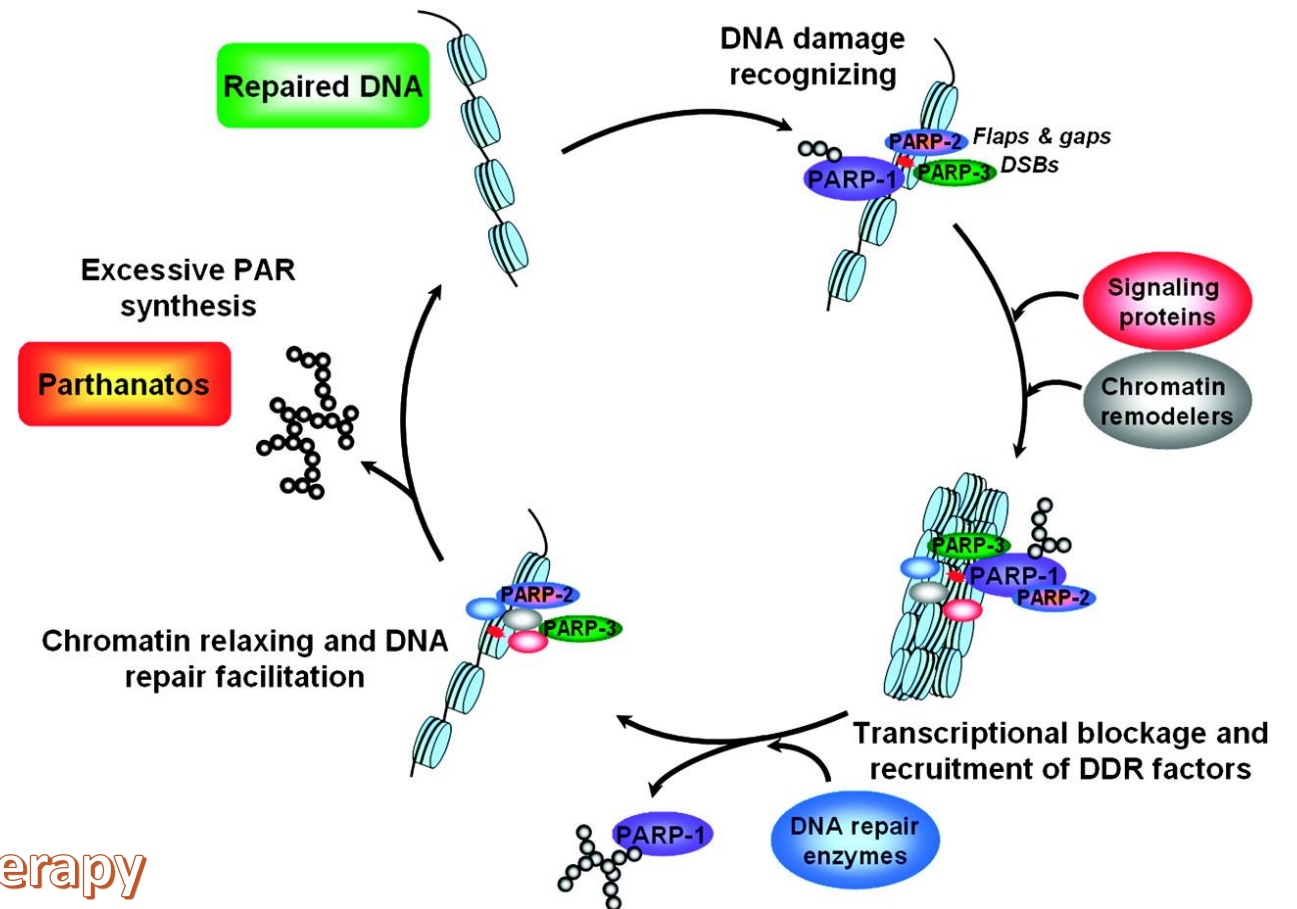 Repaired DNA
DNA damage
recognizing
PARP-2
Flaps & gaps
PARP-1
PARP-3
DSBs
Signaling
proteins
Chromatin
remodelers
Excessive PAR
synthesis
Parthanatos
PARP-3
PARP-1
PARP-2
PARP-2
PARP-3
Chromatin relaxing and DNA
repair facilitation
Transcriptional blockage and
recruitment of DDR factors
PARP-1
DNA repair
enzymes
erapy